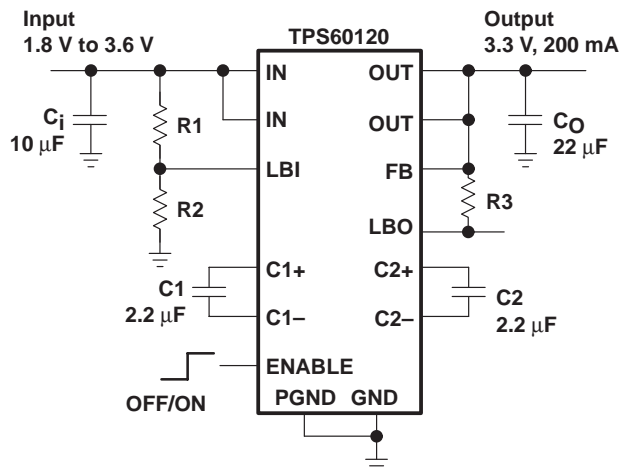 Input
1.8 V to 3.6 V
Output
3.3 V, 200 mA
TPS60120
IN
OUT
Ci
10 μF
R1
IN
OUT
CO
22 μF
LBI
FB
R2
R3
LBO
C1
2.2 μF
C1+
C2+
C2
2.2 μF
C1–
C2–
ENABLE
OFF/ON
PGND
GND